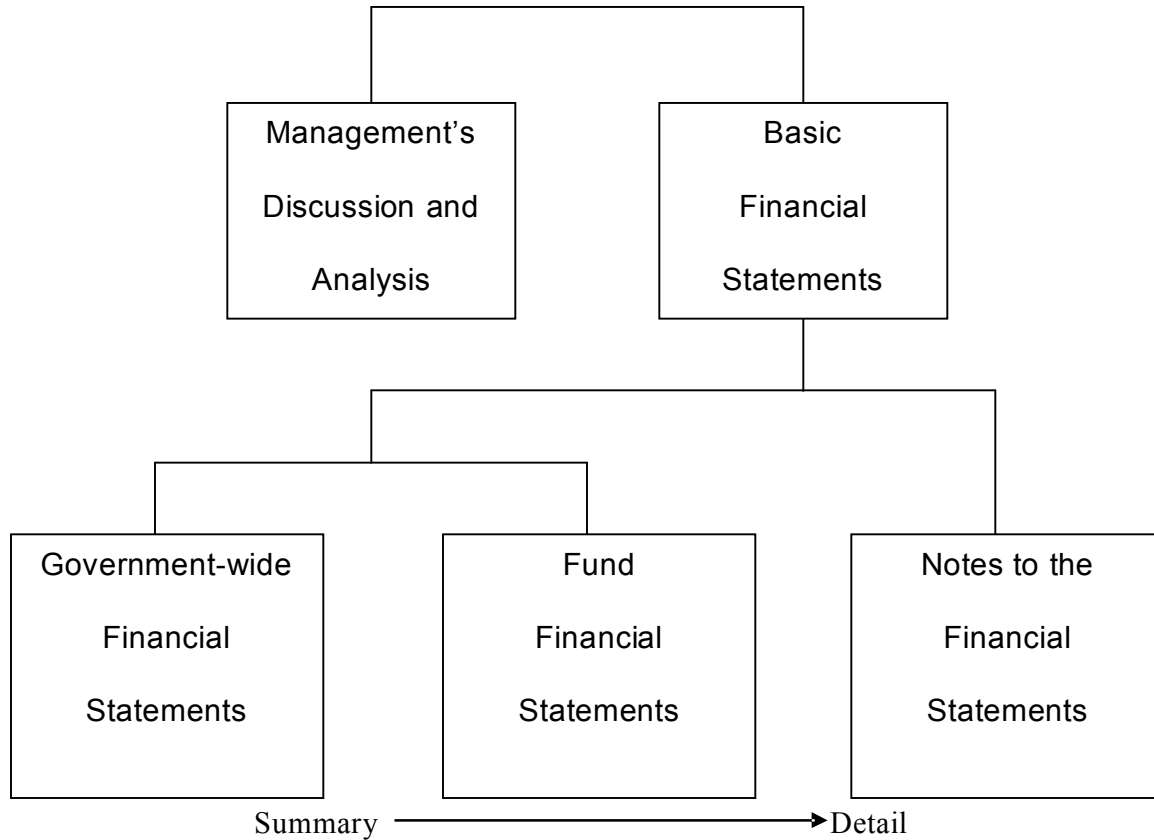 Management’s
Discussion and
Analysis
Basic
Financial
Statements
Government-wide
Financial
Statements
Fund
Financial
Statements
Notes to the
Financial
Statements
Summary
Detail